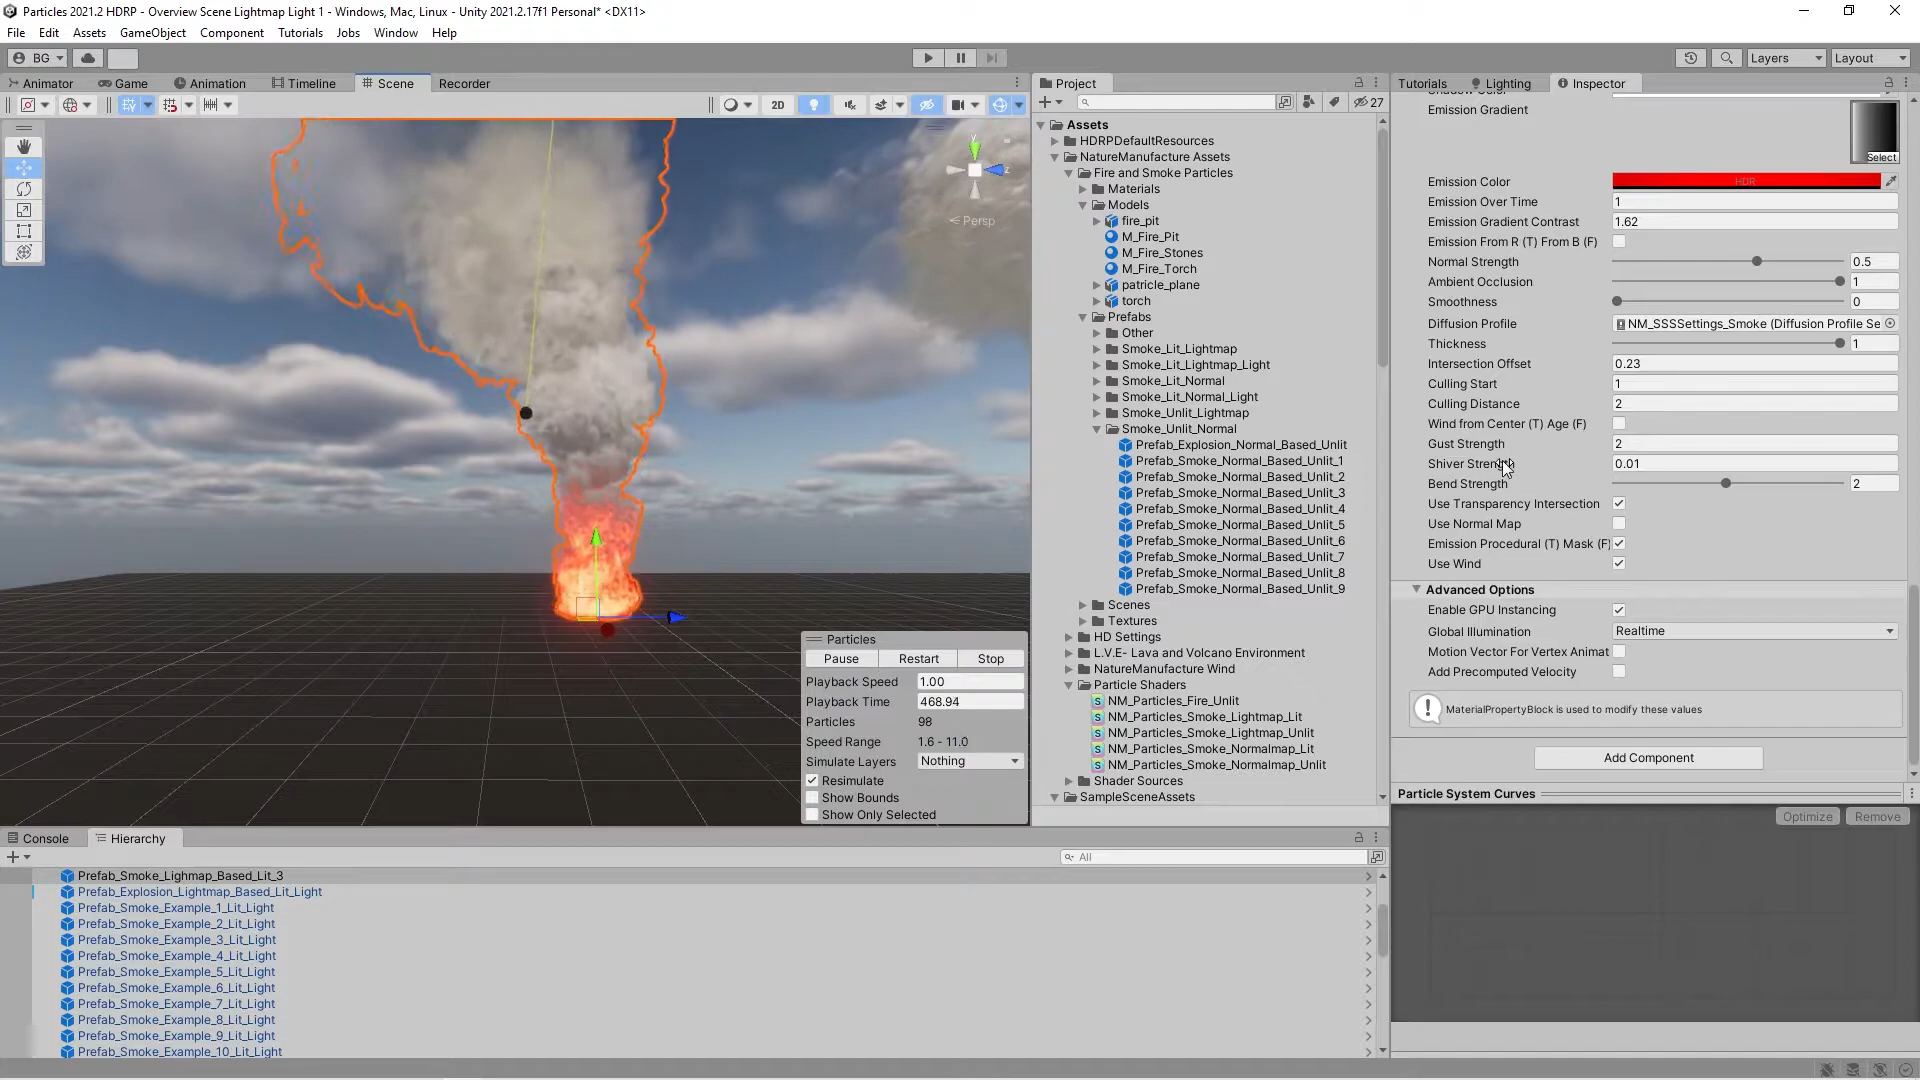 Particles 2021.2 HDRP - Overview Scene Lightmap Light 1 - Windows, Mac, Linux - Unity 2021.2.17f1 Personal* <DX11>
File Edit Assets GameObject Component Tutorials Jobs Window Help
BG
Layers
Layout
Animator
Game
Animation
Timeline
Scene
Recorder
2D
y
z
Persp
Particles
Pause Restart Stop
Playback Speed 1.00
Playback Time 468.94
Particles 98
Speed Range 1.6 - 11.0
Simulate Layers Nothing
Resimulate
Show Bounds
Show Only Selected
Project
27
Assets
HDRPDefaultResources
NatureManufacture Assets
Fire and Smoke Particles
Materials
Models
fire_pit
M_Fire_Pit
M_Fire_Stones
M_Fire_Torch
patricle_plane
torch
Prefabs
Other
Smoke_Lit_Lightmap
Smoke_Lit_Lightmap_Light
Smoke_Lit_Normal
Smoke_Lit_Normal_Light
Smoke_Unlit_Lightmap
Smoke_Unlit_Normal
Prefab_Explosion_Normal_Based_Unlit
Prefab_Smoke_Normal_Based_Unlit_1
Prefab_Smoke_Normal_Based_Unlit_2
Prefab_Smoke_Normal_Based_Unlit_3
Prefab_Smoke_Normal_Based_Unlit_4
Prefab_Smoke_Normal_Based_Unlit_5
Prefab_Smoke_Normal_Based_Unlit_6
Prefab_Smoke_Normal_Based_Unlit_7
Prefab_Smoke_Normal_Based_Unlit_8
Prefab_Smoke_Normal_Based_Unlit_9
Scenes
Textures
HD Settings
L.V.E- Lava and Volcano Environment
NatureManufacture Wind
Particle Shaders
NM_Particles_Fire_Unlit
NM_Particles_Smoke_Lightmap_Lit
NM_Particles_Smoke_Lightmap_Unlit
NM_Particles_Smoke_Normalmap_Lit
NM_Particles_Smoke_Normalmap_Unlit
Shader Sources
SampleSceneAssets
Tutorials
Lighting
Inspector
Emission Gradient
Select
Emission Color HDR
Emission Over Time 1
Emission Gradient Contrast 1.62
Emission From R (T) From B (F)
Normal Strength 0.5
Ambient Occlusion 1
Smoothness 0
Diffusion Profile NM_SSSSettings_Smoke (Diffusion Profile Se
Thickness 1
Intersection Offset 0.23
Culling Start 1
Culling Distance 2
Wind from Center (T) Age (F)
Gust Strength 2
Shiver Strength 0.01
Bend Strength 2
Use Transparency Intersection
Use Normal Map
Emission Procedural (T) Mask (F)
Use Wind
Advanced Options
Enable GPU Instancing
Global Illumination Realtime
Motion Vector For Vertex Animat
Add Precomputed Velocity
MaterialPropertyBlock is used to modify these values
Add Component
Particle System Curves
Optimize Remove
Console
Hierarchy
All
Prefab_Smoke_Lighmap_Based_Lit_3
Prefab_Explosion_Lightmap_Based_Lit_Light
Prefab_Smoke_Example_1_Lit_Light
Prefab_Smoke_Example_2_Lit_Light
Prefab_Smoke_Example_3_Lit_Light
Prefab_Smoke_Example_4_Lit_Light
Prefab_Smoke_Example_5_Lit_Light
Prefab_Smoke_Example_6_Lit_Light
Prefab_Smoke_Example_7_Lit_Light
Prefab_Smoke_Example_8_Lit_Light
Prefab_Smoke_Example_9_Lit_Light
Prefab_Smoke_Example_10_Lit_Light